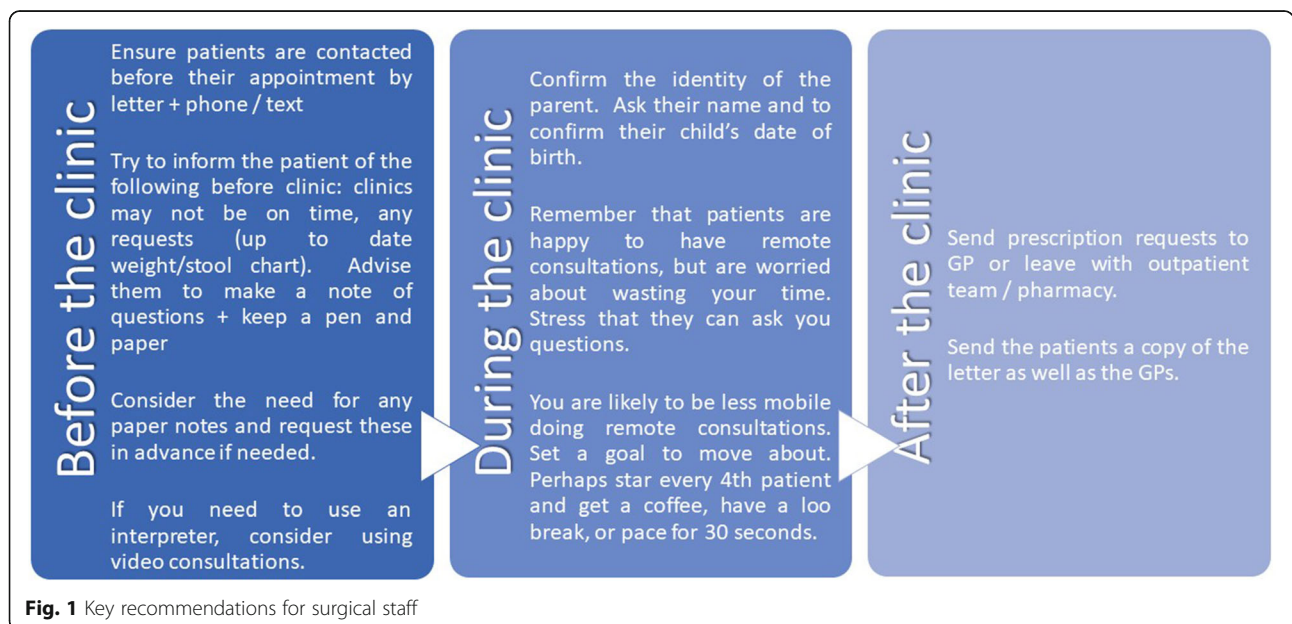 Before the clinic
Ensure patients are contacted
before their appointment by
letter + phone / text
Try to inform the patient of the
following before clinic: clinics
may not be on time, any
requests (up to date
weight/stool chart). Advise
them to make a note of
questions + keep a pen and
paper
Consider the need for any
paper notes and request these
in advance if needed.
If you need to use an
interpreter, consider using
video consultations.
During the clinic
Confirm the identity of the
parent. Ask their name and to
confirm their child's date of
birth.
Remember that patients are
happy to have remote
consultations, but are worried
about wasting your time.
Stress that they can ask you
questions.
You are likely to be less mobile
doing remote consultations.
Set a goal to move about.
Perhaps star every 4th patient
and get a coffee, have a loo
break, or pace for 30 seconds.
After the clinic
Send prescription requests to
GP or leave with outpatient
team / pharmacy.
Send the patients a copy of the
letter as well as the GPs.
Fig. 1 Key recommendations for surgical staff